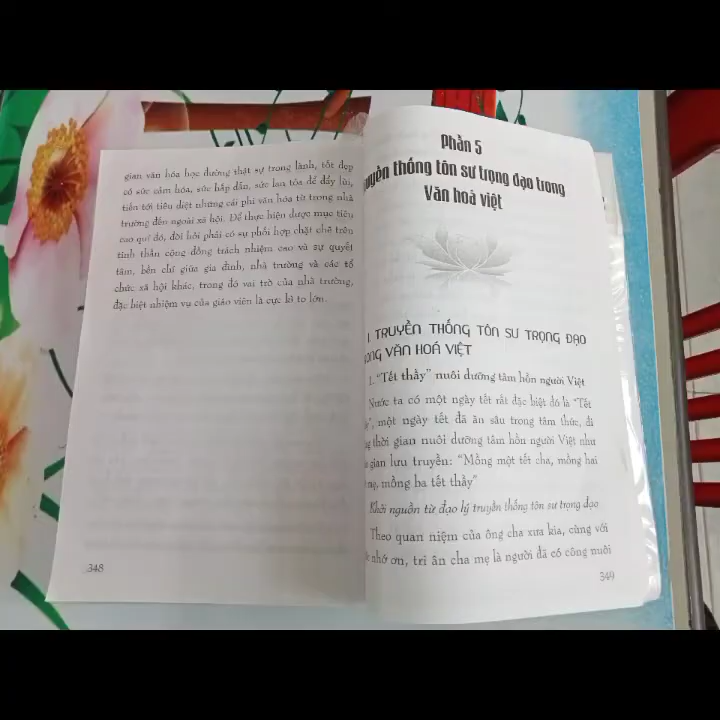 gian văn hóa học đường thật sự trong lành, tốt đẹp
có sức cảm hóa, sức hấp dẫn, sức lan tỏa để đẩy lùi,
tiến tới tiêu diệt những cái phi văn hóa từ trong nhà
trường đến ngoài xã hội. Để thực hiện được mục tiêu
cao quí đó, đòi hỏi phải có sự phối hợp chặt chẽ trên
tinh thần cộng đồng trách nhiệm cao và sự quyết
tâm, bền chí giữa gia đình, nhà trường và các tổ
chức xã hội khác, trong đó vai trò của nhà trường,
đặc biệt nhiệm vụ của giáo viên là cực kì to lớn.
348
Phần 5
uyền thống tôn sư trọng đạo trong
Văn hoá việt
I TRUYỀN THỐNG TÔN SƯ TRỌNG ĐẠO
ONG VĂN HOÁ VIỆT
1. "Tết thầy" nuôi dưỡng tâm hồn người Việt
Nước ta có một ngày tết rất đặc biệt đó là "Tết
", một ngày tết đã ăn sâu trong tâm thức, đi
thời gian nuôi dưỡng tâm hồn người Việt như
gian lưu truyền: "Mồng một tết cha, mồng hai
mẹ, mồng ba tết thầy"
Khởi nguồn từ đạo lý truyền thống tôn sư trọng đạo
Theo quan niệm của ông cha xưa kia, cùng với
nhớ ơn, tri ân cha mẹ là người đã có công nuôi
349